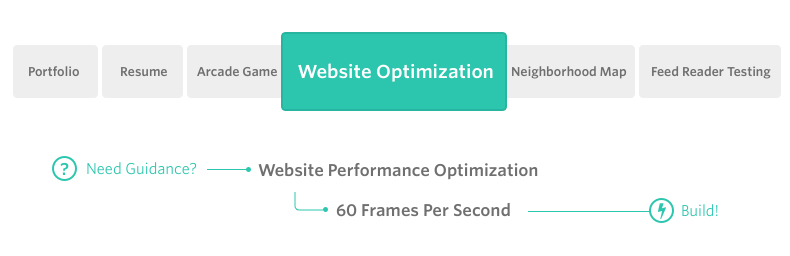 Portfolio
Resume
Arcade Game
Website Optimization
Neighborhood Map
Feed Reader Testing
? Need Guidance?
Website Performance Optimization
60 Frames Per Second
Build!